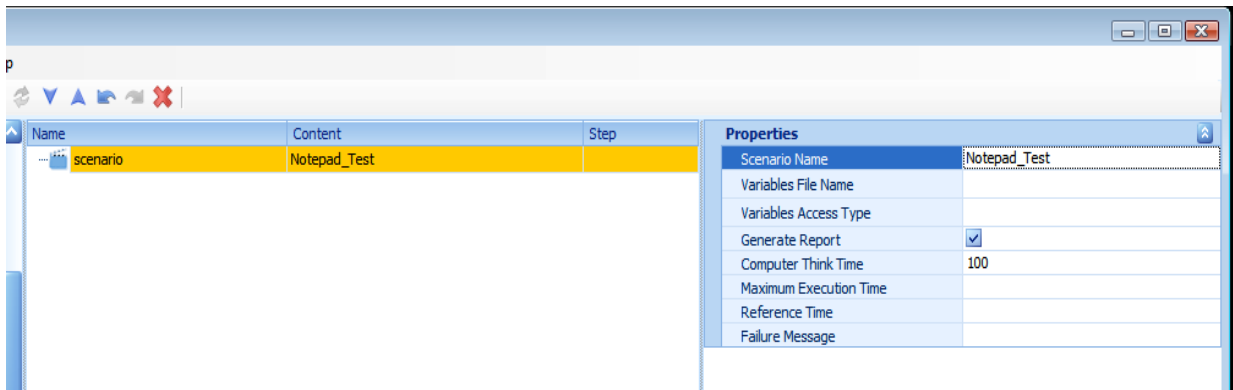 p
Name Content Step Properties
scenario Notepad_Test Scenario Name Notepad_Test
Variables File Name
Variables Access Type
Generate Report
Computer Think Time 100
Maximum Execution Time
Reference Time
Failure Message